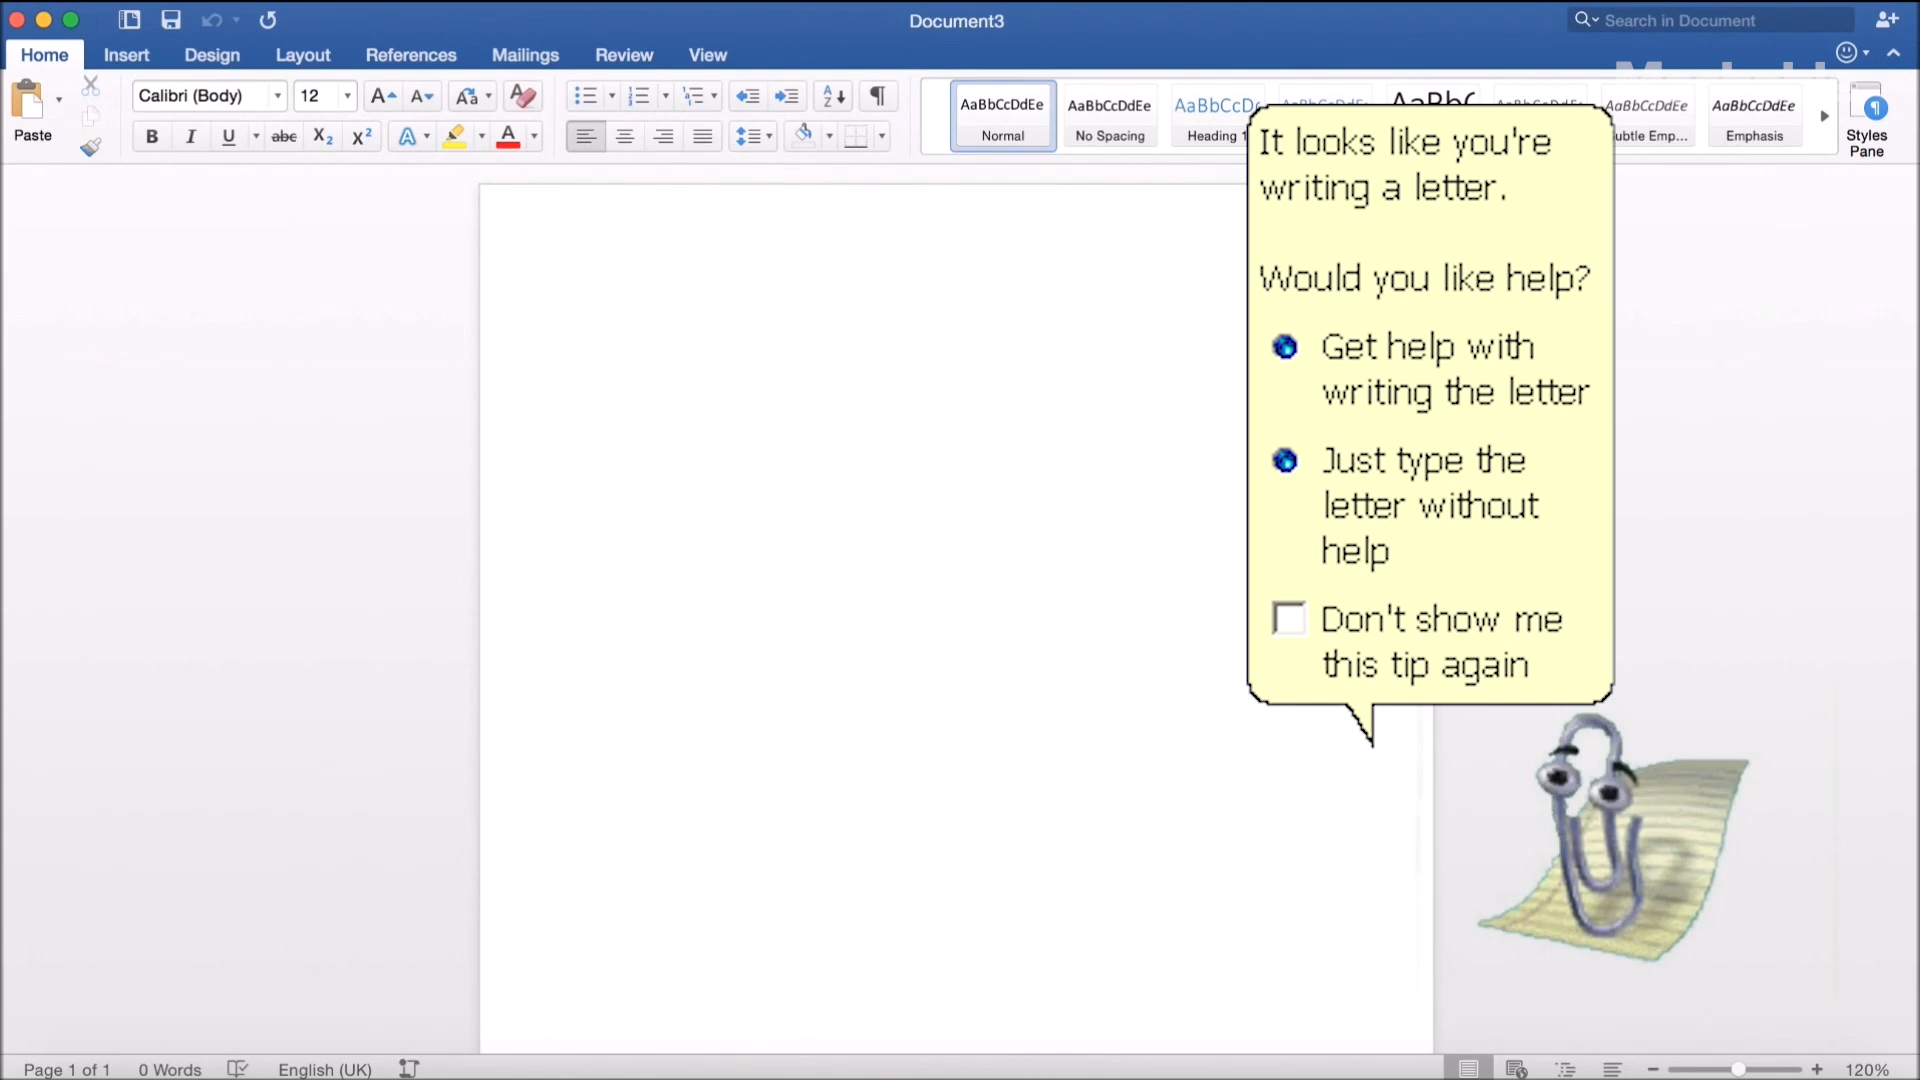 Document3
Search in Document
Home Insert Design Layout References Mailings Review View
Paste
Calibri (Body) 12
AaBbCcDdEe
Normal
AaBbCcDdEe
No Spacing
Heading 1
AaBbCcDdEe
AaBbCcDdEe
Emphasis
Styles
Pane
It looks like you're
writing a letter.
Would you like help?
Get help with
writing the letter
Just type the
letter without
help
Don't show me
this tip again
Page 1 of 1 0 Words English (UK) 120%